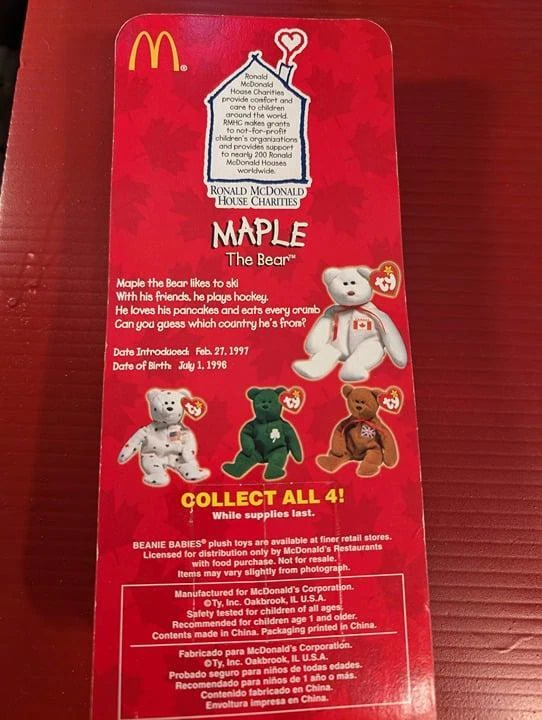 Ronald
McDonald
House Charities
provide comfort and
care to children
around the world.
RMHC makes grants
to not-for-profit
children's organizations
and provides support
to nearly 200 Ronald
McDonald Houses
worldwide.
RONALD McDONALD
HOUSE CHARITIES
MAPLE
The Bear™
Maple the Bear likes to ski
With his friends, he plays hockey.
He loves his pancakes and eats every crumb
Can you guess which country he's from?
Date Introduced: Feb. 27, 1997
Date of Birth: July 1, 1996
ty
ty
ty
ty
COLLECT ALL 4!
While supplies last.
BEANIE BABIES® plush toys are available at finer retail stores.
Licensed for distribution only by McDonald's Restaurants
with food purchase. Not for resale.
Items may vary slightly from photograph.
Manufactured for McDonald's Corporation.
©Ty, Inc. Oakbrook, IL U.S.A.
Safety tested for children of all ages.
Recommended for children age 1 and older.
Contents made in China. Packaging printed in China.
Fabricado para McDonald's Corporation.
©Ty, Inc. Oakbrook, IL U.S.A.
Probado seguro para niños de todas edades.
Recomendado para niños de 1 año o más.
Contenido fabricado en China.
Envoltura impresa en China.